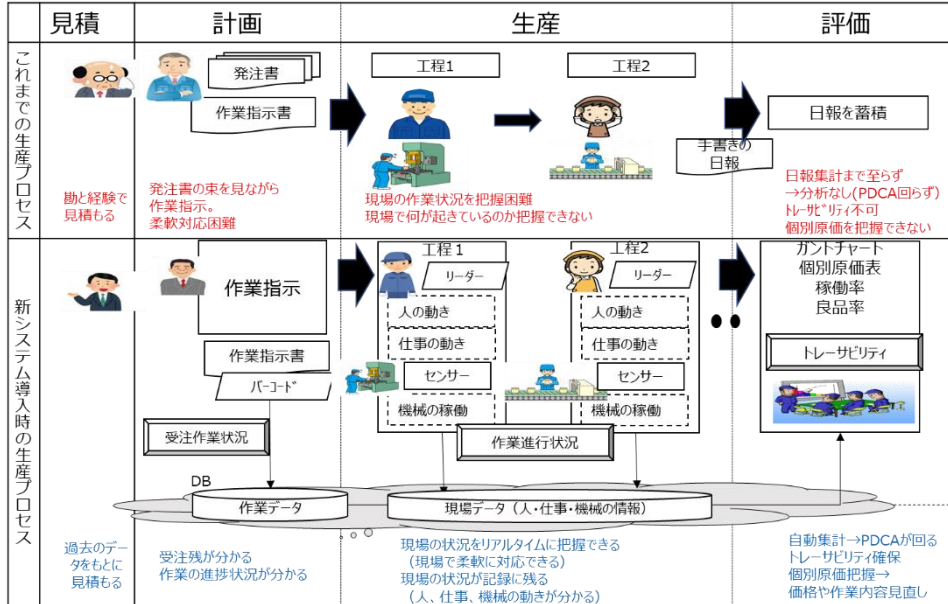 見積
計画
生産
評価
これまでの生産プロセス
発注書
作業指示書
工程1
工程2
手書きの
日報
日報を蓄積
勘と経験で
見積もる
発注書の束を見ながら
作業指示。
柔軟対応困難
現場の作業状況を把握困難
現場で何が起きているのか把握できない
日報集計まで至らず
→分析なし(PDCA回らず)
トレーサビリティ不可
個別原価を把握できない
新システム導入時の生産プロセス
作業指示
作業指示書
バーコード
受注作業状況
工程1
リーダー
人の動き
仕事の動き
センサー
機械の稼働
工程2
リーダー
人の動き
仕事の動き
センサー
機械の稼働
作業進行状況
ガントチャート
個別原価表
稼働率
良品率
トレーサビリティ
DB
作業データ
現場データ（人・仕事・機械の情報）
過去のデー
タをもとに
見積もる
受注残が分かる
作業の進捗状況が分かる
現場の状況をリアルタイムに把握できる
（現場で柔軟に対応できる）
現場の状況が記録に残る
（人、仕事、機械の動きが分かる）
自動集計→PDCAが回る
トレーサビリティ確保
個別原価把握→
価格や作業内容見直し